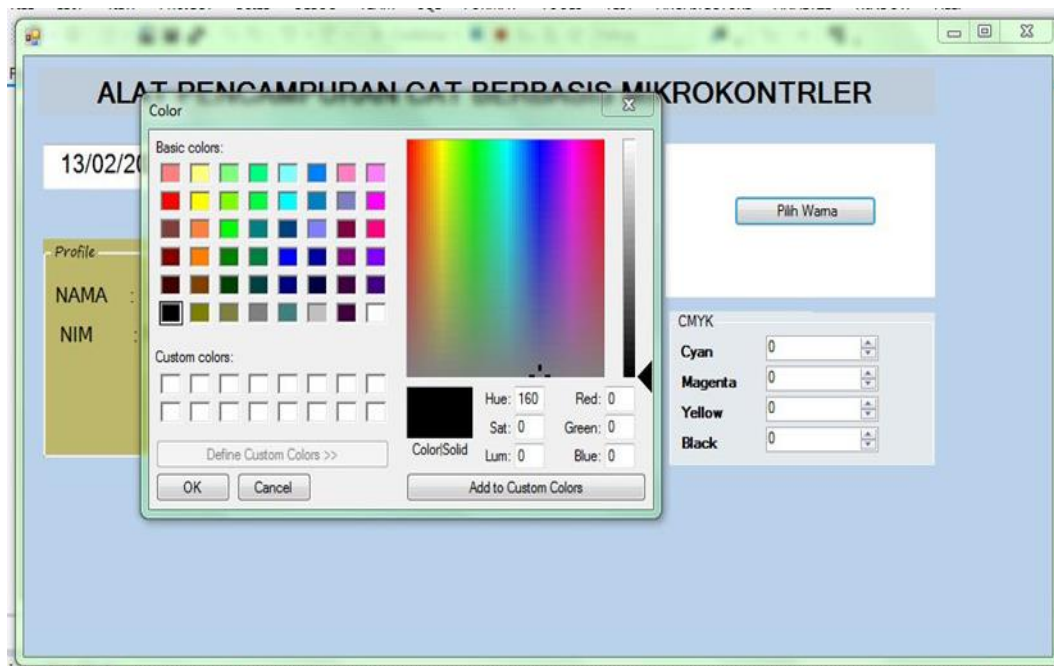 ALAT PENCAMPURAN CAT BERBASIS MIKROKONTRLER
Color
Basic colors:
13/02/20
Pilih Warna
Profile
NAMA :
NIM :
Custom colors:
Define Custom Colors >>
OK
Cancel
Color|Solid
Hue: 160
Sat: 0
Lum: 0
Red: 0
Green: 0
Blue: 0
Add to Custom Colors
CMYK
Cyan 0
Magenta 0
Yellow 0
Black 0